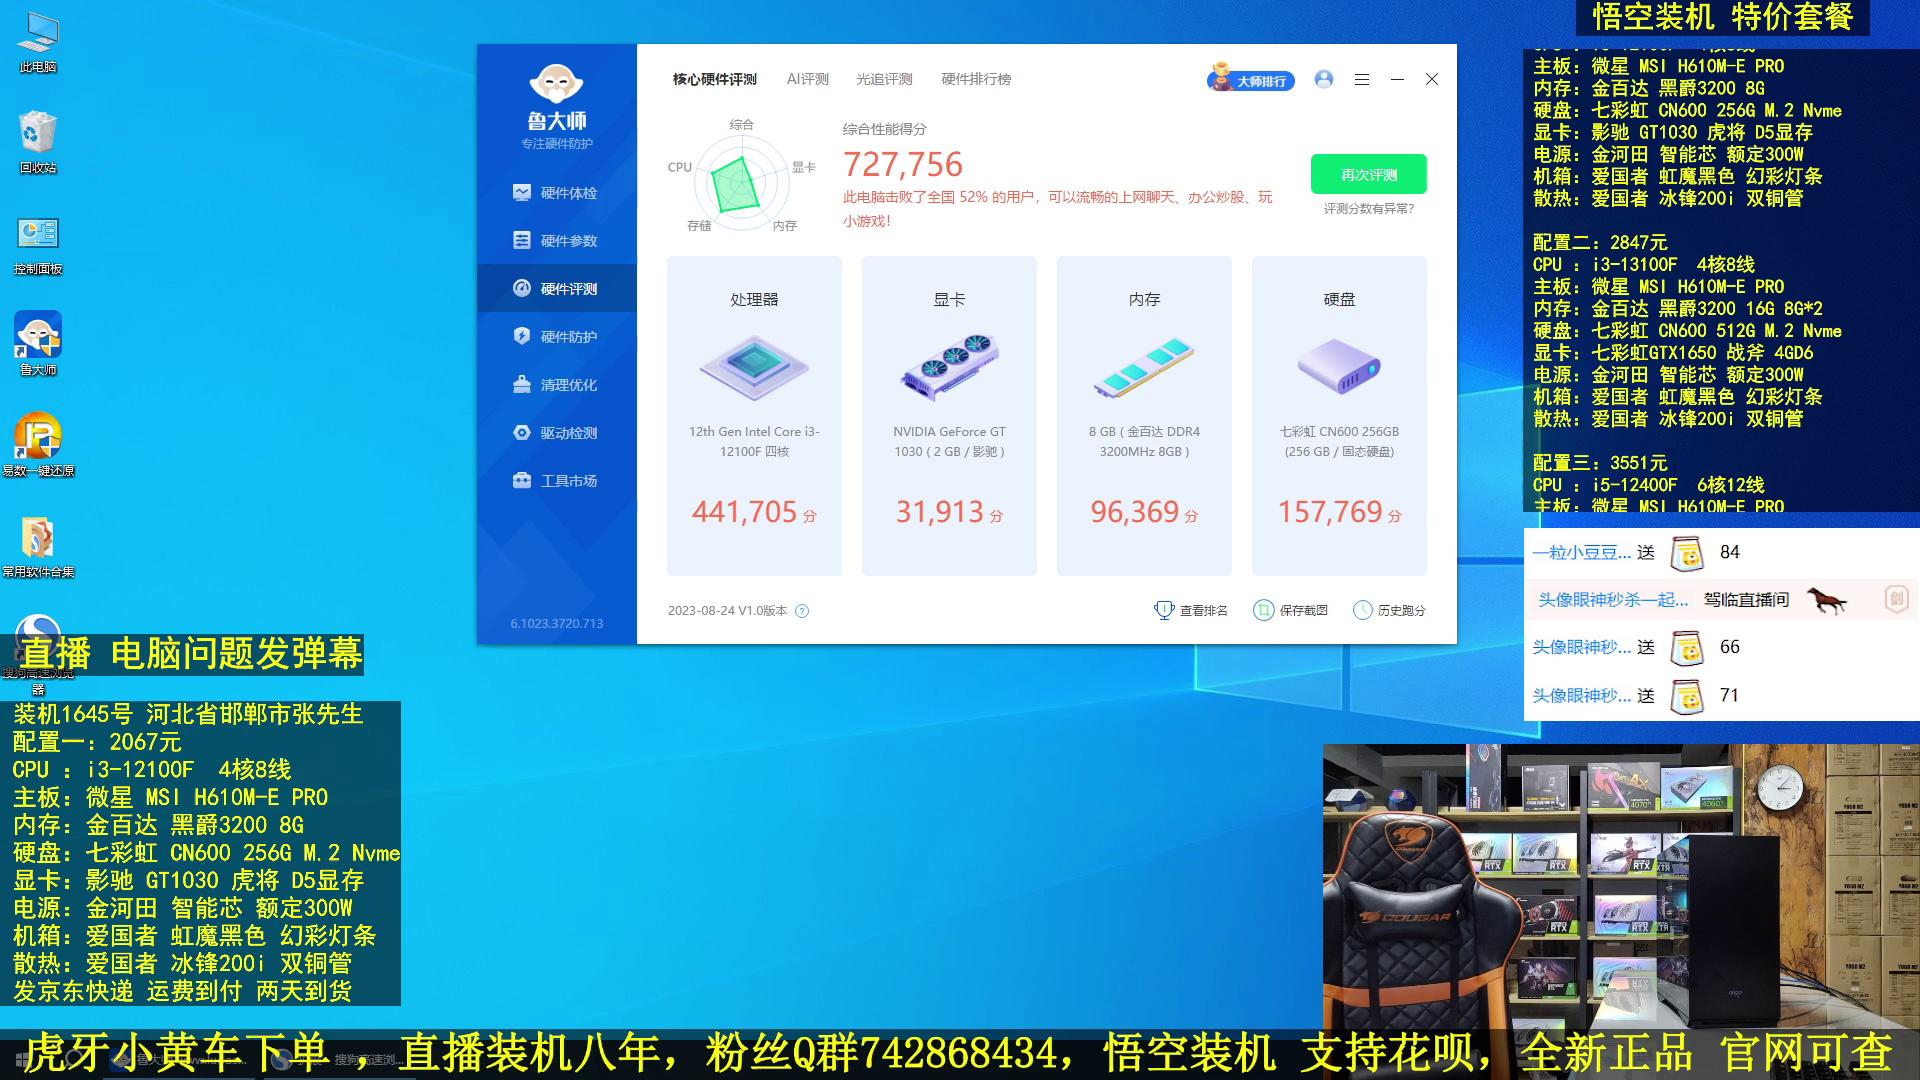 此电脑
回收站
控制面板
鲁大师
易数一键还原
常用软件合集
搜狗高速浏览
器
直播 电脑问题发弹幕
装机1645号 河北省邯郸市张先生
配置一：2067元
CPU ：i3-12100F 4核8线
主板：微星 MSI H610M-E PRO
内存：金百达 黑爵3200 8G
硬盘：七彩虹 CN600 256G M.2 Nvme
显卡：影驰 GT1030 虎将 D5显存
电源：金河田 智能芯 额定300W
机箱：爱国者 虹魔黑色 幻彩灯条
散热：爱国者 冰锋200i 双铜管
发京东快递 运费到付 两天到货
鲁大师
专注硬件防护
硬件体检
硬件参数
硬件评测
硬件防护
清理优化
驱动检测
工具市场
6.1023.3720.713
核心硬件评测 AI评测 光追评测 硬件排行榜
大师排行
综合
CPU
显卡
存储
内存
综合性能得分
727,756
此电脑击败了全国 52% 的用户，可以流畅的上网聊天、办公炒股、玩
小游戏！
再次评测
评测分数有异常?
处理器
12th Gen Intel Core i3-
12100F 四核
441,705 分
显卡
NVIDIA GeForce GT
1030 ( 2 GB / 影驰 )
31,913 分
内存
8 GB ( 金百达 DDR4
3200MHz 8GB )
96,369 分
硬盘
七彩虹 CN600 256GB
(256 GB / 固态硬盘)
157,769 分
2023-08-24 V1.0版本
查看排名 保存截图 历史跑分
悟空装机 特价套餐
主板：微星 MSI H610M-E PRO
内存：金百达 黑爵3200 8G
硬盘：七彩虹 CN600 256G M.2 Nvme
显卡：影驰 GT1030 虎将 D5显存
电源：金河田 智能芯 额定300W
机箱：爱国者 虹魔黑色 幻彩灯条
散热：爱国者 冰锋200i 双铜管
配置二：2847元
CPU ：i3-13100F 4核8线
主板：微星 MSI H610M-E PRO
内存：金百达 黑爵3200 16G 8G*2
硬盘：七彩虹 CN600 512G M.2 Nvme
显卡：七彩虹GTX1650 战斧 4GD6
电源：金河田 智能芯 额定300W
机箱：爱国者 虹魔黑色 幻彩灯条
散热：爱国者 冰锋200i 双铜管
配置三：3551元
CPU ：i5-12400F 6核12线
主板：微星 MSI H610M-E PRO
一粒小豆豆... 送 84
头像眼神秒杀一起... 驾临直播间
头像眼神秒... 送 66
头像眼神秒... 送 71
COUGAR
虎牙小黄车下单 ，直播装机八年，粉丝Q群742868434，悟空装机 支持花呗，全新正品 官网可查